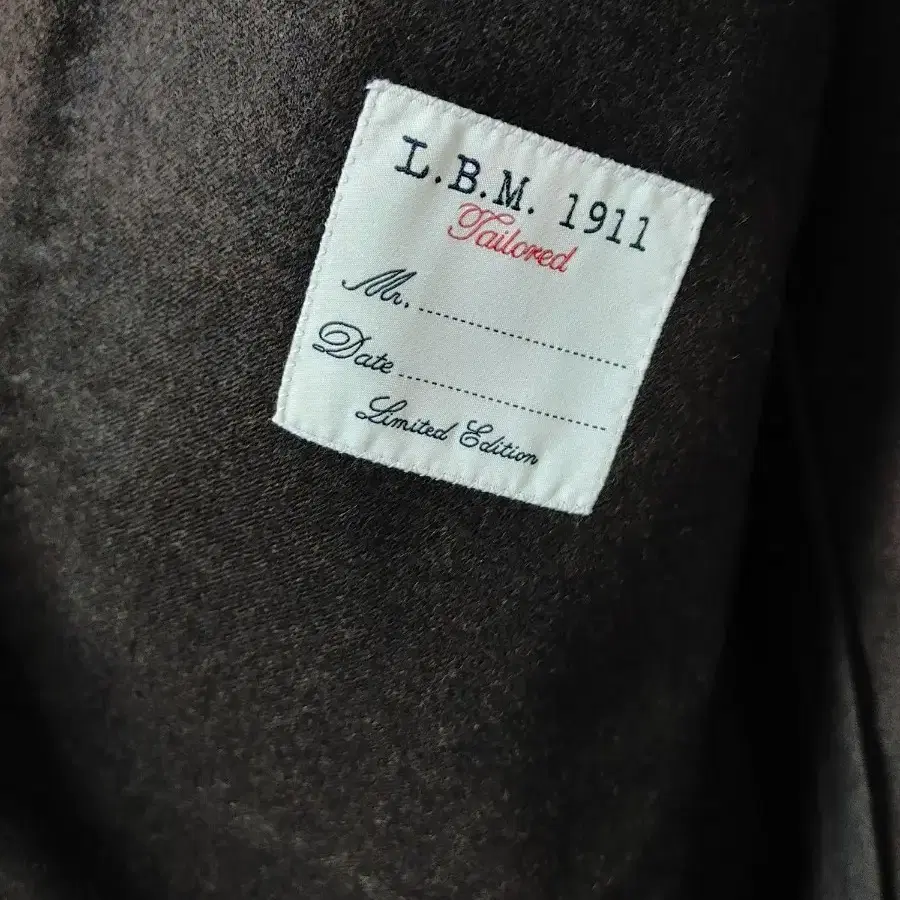 L.B.M. 1911
Tailored
Mr. ................................
Date ................................
Limited Edition